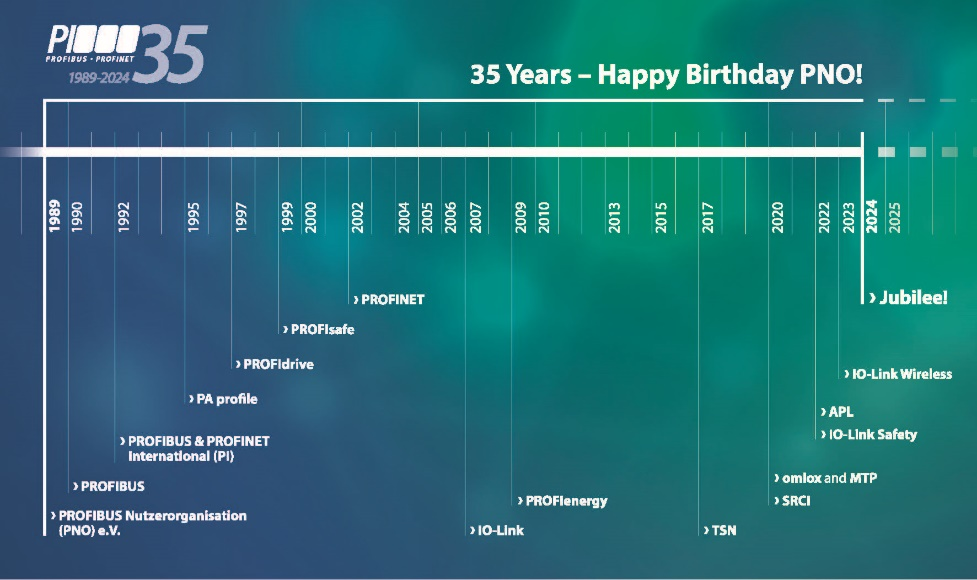 PI 35
PROFIBUS · PROFINET
1989-2024
35 Years – Happy Birthday PNO!
1989
1990
1992
1995
1997
1999
2000
2002
2004
2005
2006
2007
2009
2010
2013
2015
2017
2020
2022
2023
2024
2025
› PROFINET
› Jubilee!
› PROFIsafe
› PROFIdrive
› IO-Link Wireless
› PA profile
› APL
› IO-Link Safety
› PROFIBUS & PROFINET
International (PI)
› omlox and MTP
› PROFIBUS
› PROFIenergy
› SRCI
› PROFIBUS Nutzerorganisation
(PNO) e.V.
› IO-Link
› TSN